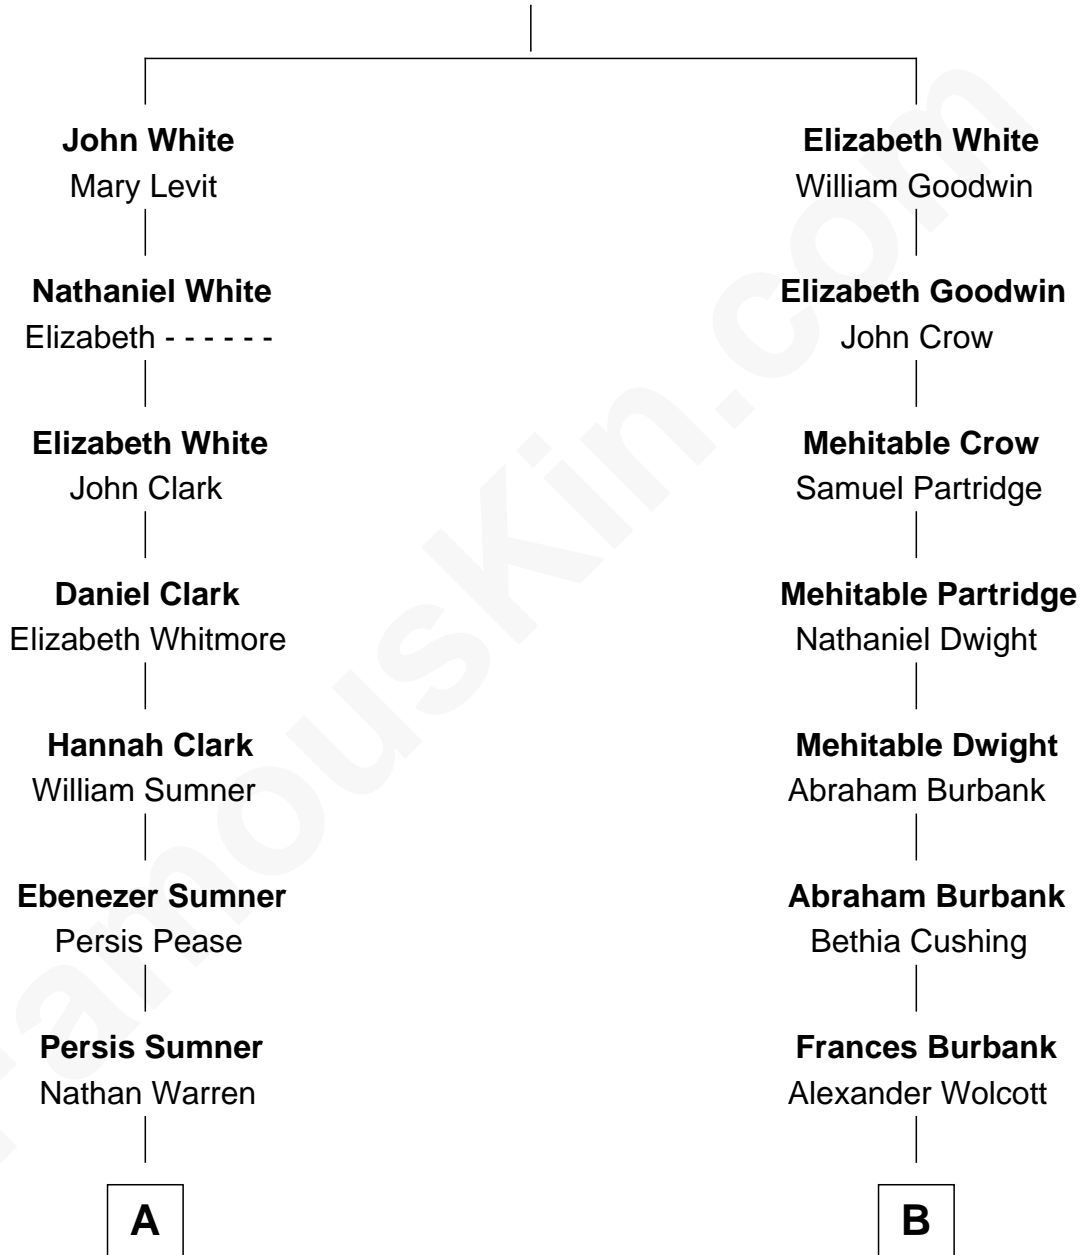 John White
Mary Levit
Nathaniel White
Elizabeth - - - - - -
Elizabeth White
John Clark
Daniel Clark
Elizabeth Whitmore
Hannah Clark
William Sumner
Ebenezer Sumner
Persis Pease
Persis Sumner
Nathan Warren
A
Elizabeth White
William Goodwin
Elizabeth Goodwin
John Crow
Mehitable Crow
Samuel Partridge
Mehitable Partridge
Nathaniel Dwight
Mehitable Dwight
Abraham Burbank
Abraham Burbank
Bethia Cushing
Frances Burbank
Alexander Wolcott
B
FamousKin.com